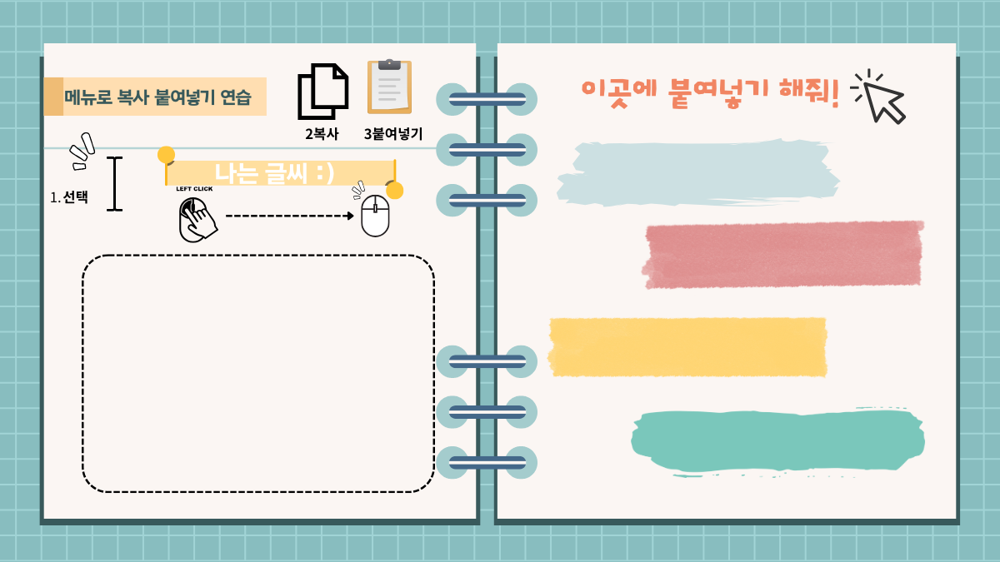 메뉴로 복사 붙여넣기 연습
2복사
3붙여넣기
1.선택
나는 글씨 :)
LEFT CLICK
이곳에 붙여넣기 해줘!